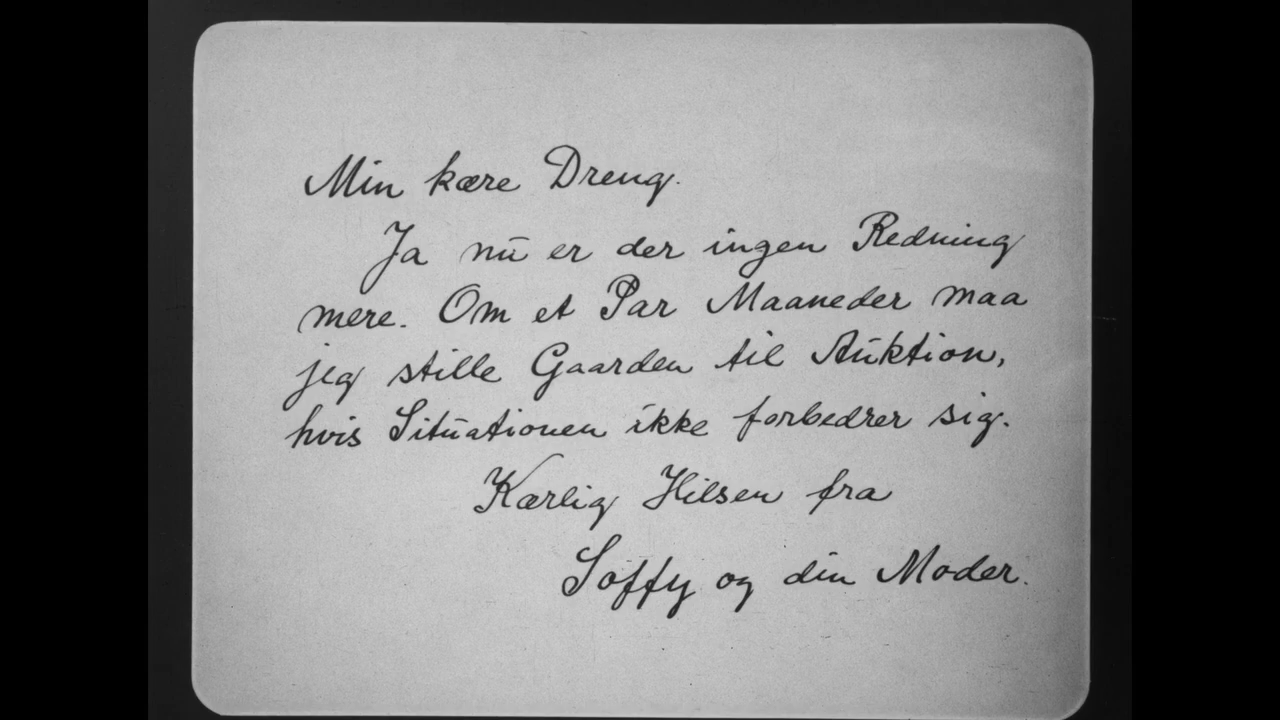 Min kære Dreng.
Ja nu er der ingen Redning
mere. Om et Par Maaneder maa
jeg stille Gaarden til Auktion,
hvis Situationen ikke forbedrer sig.
Kærlig Hilsen fra
Soffy og din Moder.